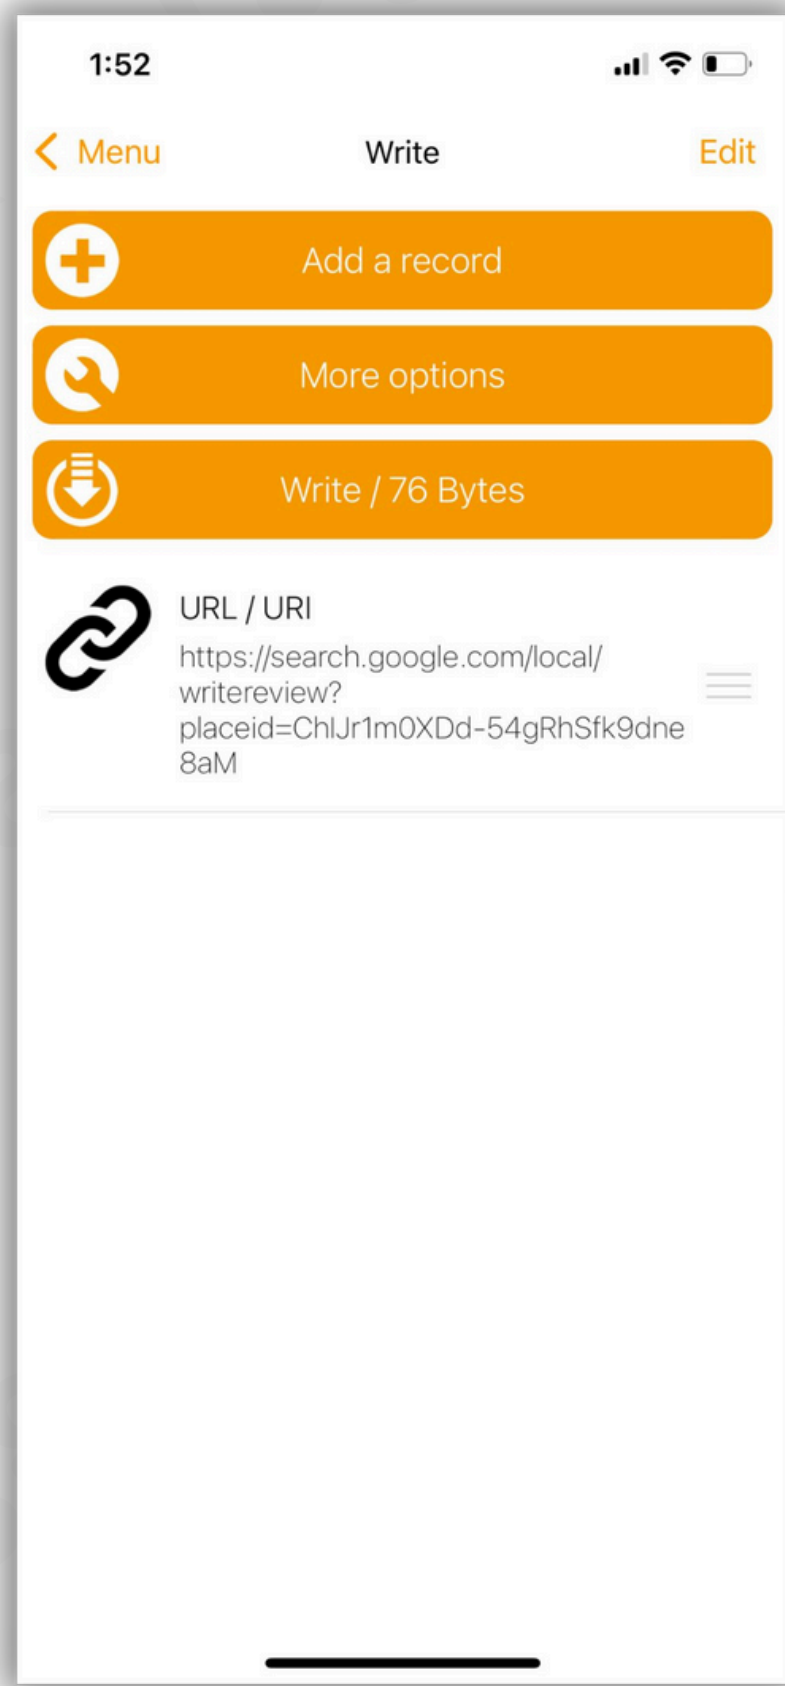 1:52
Menu
Write
Edit
Add a record
More options
Write / 76 Bytes
URL / URI
https://search.google.com/local/
writereview?
placeid=ChIJr1m0XDd-54gRhSfk9dne
8aM